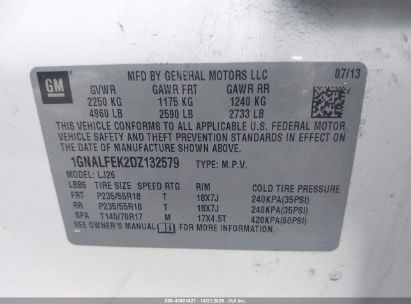 MFD BY GENERAL MOTORS LLC 07/13
GM
GVWR GAWR FRT GAWR RR
2250 KG 1175 KG 1240 KG
4960 LB 2590 LB 2733 LB
THIS VEHICLE CONFORMS TO ALL APPLICABLE U.S. FEDERAL MOTOR
VEHICLE SAFETY, BUMPER, AND THEFT PREVENTION STANDARDS IN
EFFECT ON THE DATE OF MANUFACTURE SHOWN ABOVE.
1GNALFEK2DZ132579 TYPE: M.P.V.
MODEL: LJ26
LBB6 TIRE SIZE SPEED RTG RIM COLD TIRE PRESSURE
FRT P235/55R18 T 18X7J 240KPA(35PSI)
RR P235/55R18 T 18X7J 240KPA(35PSI)
SPA T145/70R17 M 17X4.5T 420KPA(60PSI)
SEE OWNER'S MANUAL FOR MORE INFORMATION.